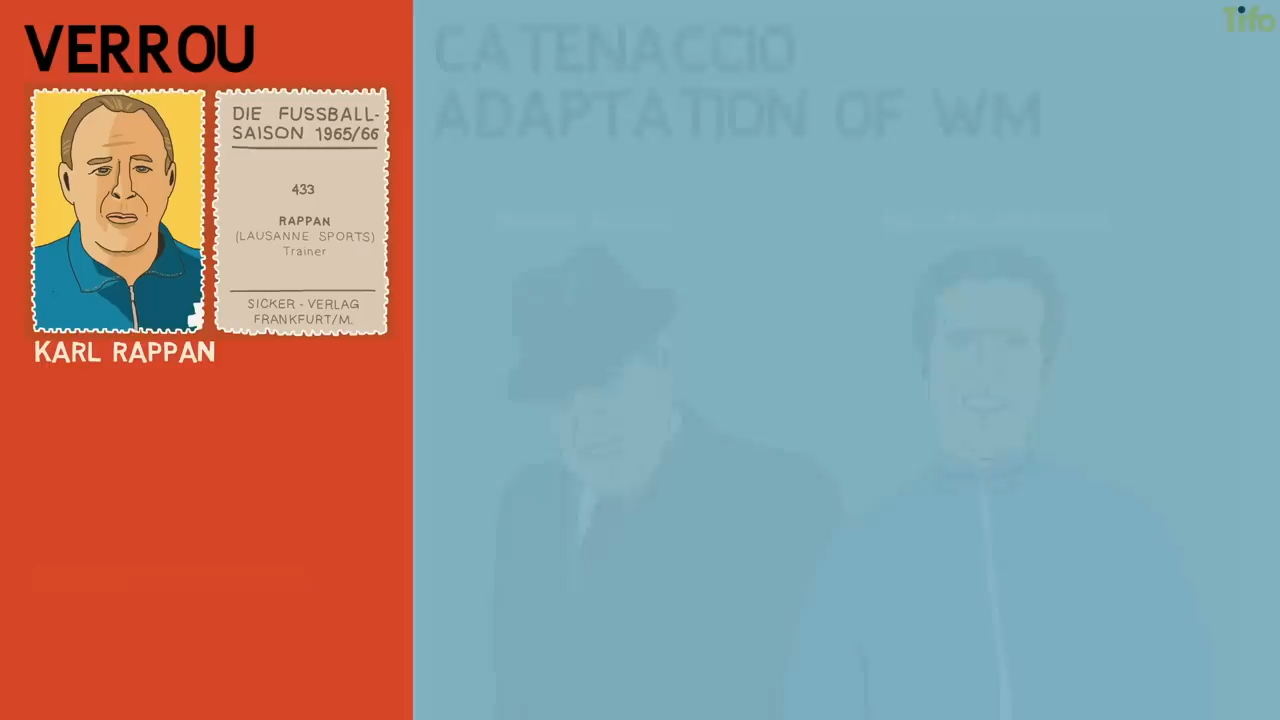 VERROU
DIE FUSSBALL-
SAISON 1965/66
433
RAPPAN
(LAUSANNE SPORTS)
Trainer
SICKER - VERLAG
FRANKFURT/M.
KARL RAPPAN
CATENACCIO
ADAPTATION OF WM
Tifo